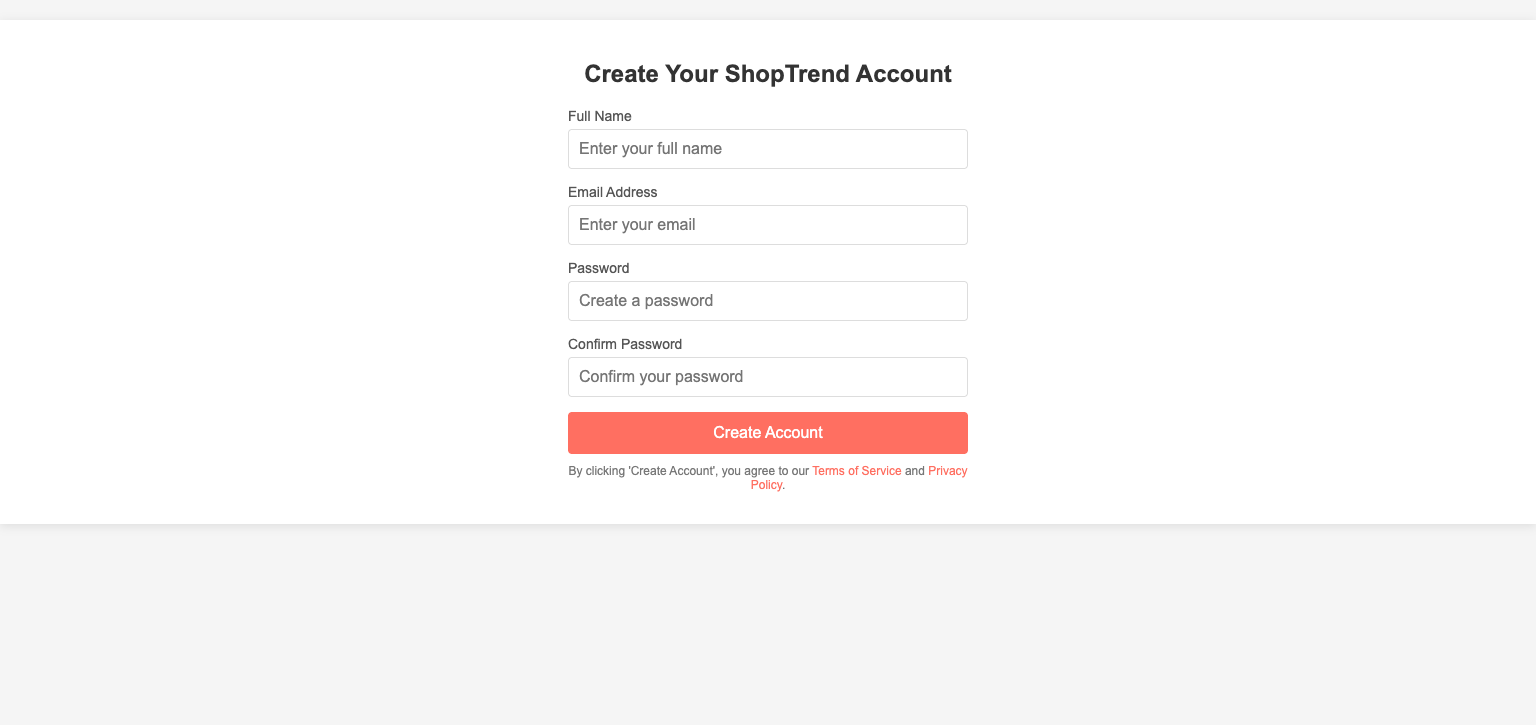 Create Your ShopTrend Account
Full Name
Enter your full name
Email Address
Enter your email
Password
Create a password
Confirm Password
Confirm your password
Create Account
By clicking 'Create Account', you agree to our Terms of Service and Privacy
Policy.